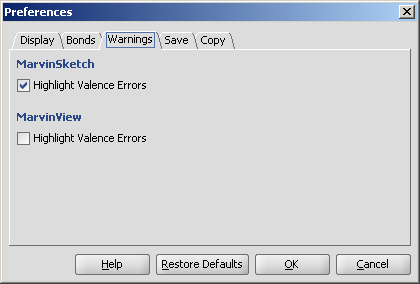 Preferences
Display Bonds Warnings Save Copy
MarvinSketch
Highlight Valence Errors
MarvinView
Highlight Valence Errors
Help Restore Defaults OK Cancel